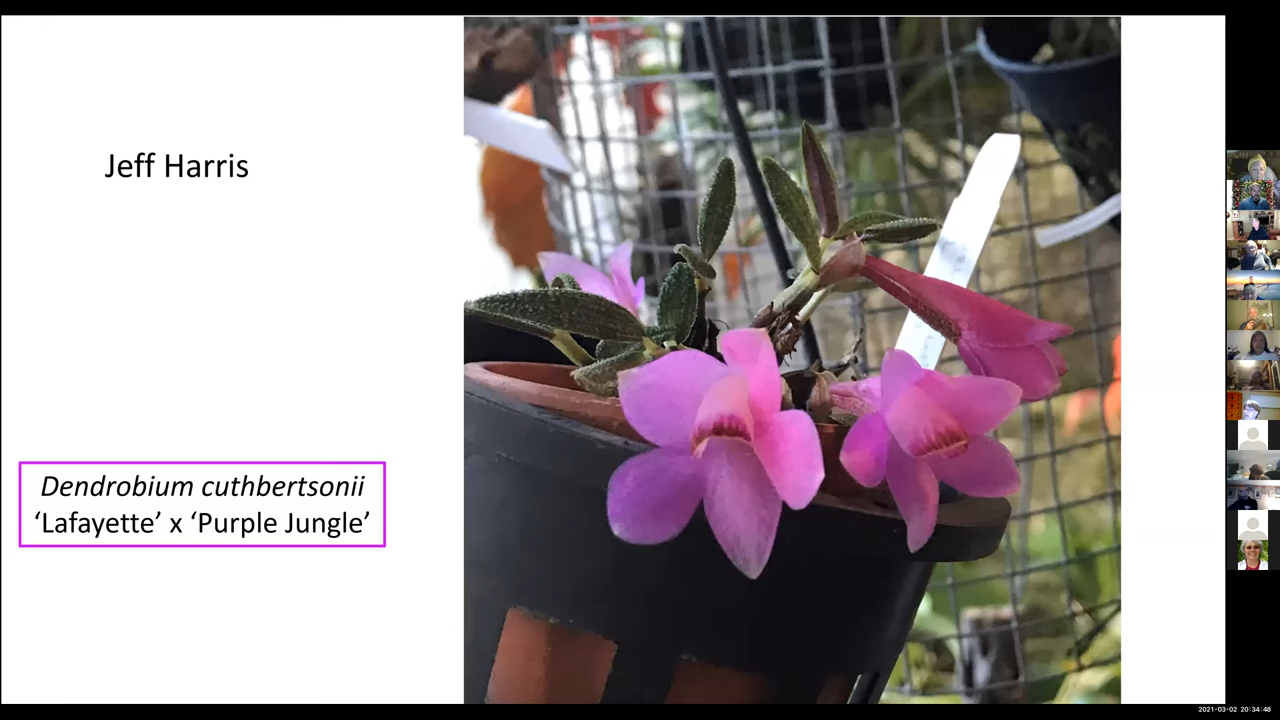 Jeff Harris
Dendrobium cuthbertsonii
‘Lafayette’ x ‘Purple Jungle’
2021-03-02 20:34:48